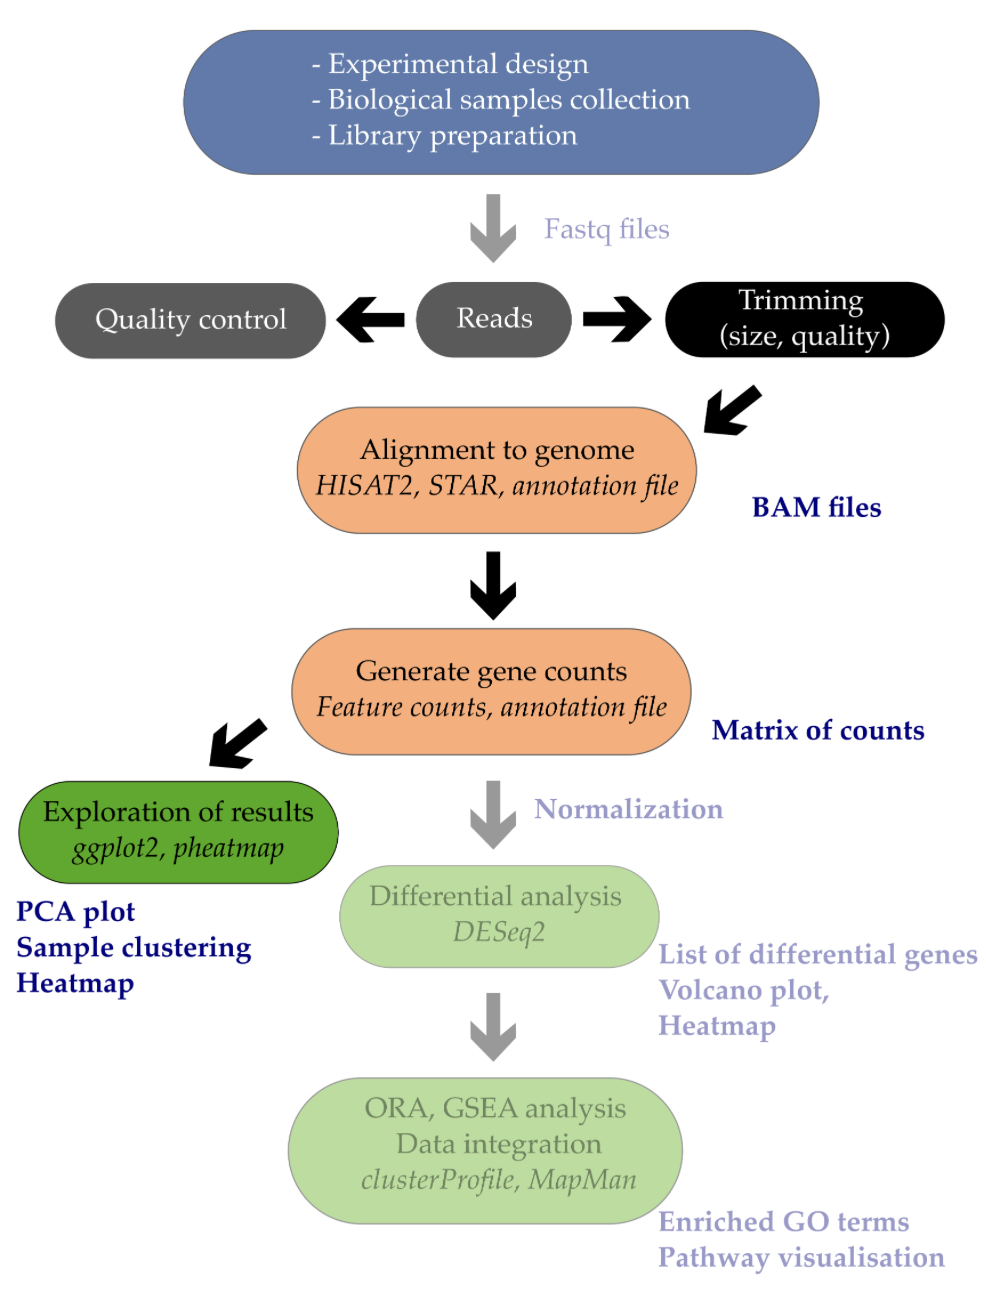 - Experimental design
- Biological samples collection
- Library preparation
Fastq files
Quality control
Reads
Trimming
(size, quality)
Alignment to genome
HISAT2, STAR, annotation file
BAM files
Generate gene counts
Feature counts, annotation file
Matrix of counts
Exploration of results
ggplot2, pheatmap
PCA plot
Sample clustering
Heatmap
Normalization
Differential analysis
DESeq2
List of differential genes
Volcano plot,
Heatmap
ORA, GSEA analysis
Data integration
clusterProfile, MapMan
Enriched GO terms
Pathway visualisation